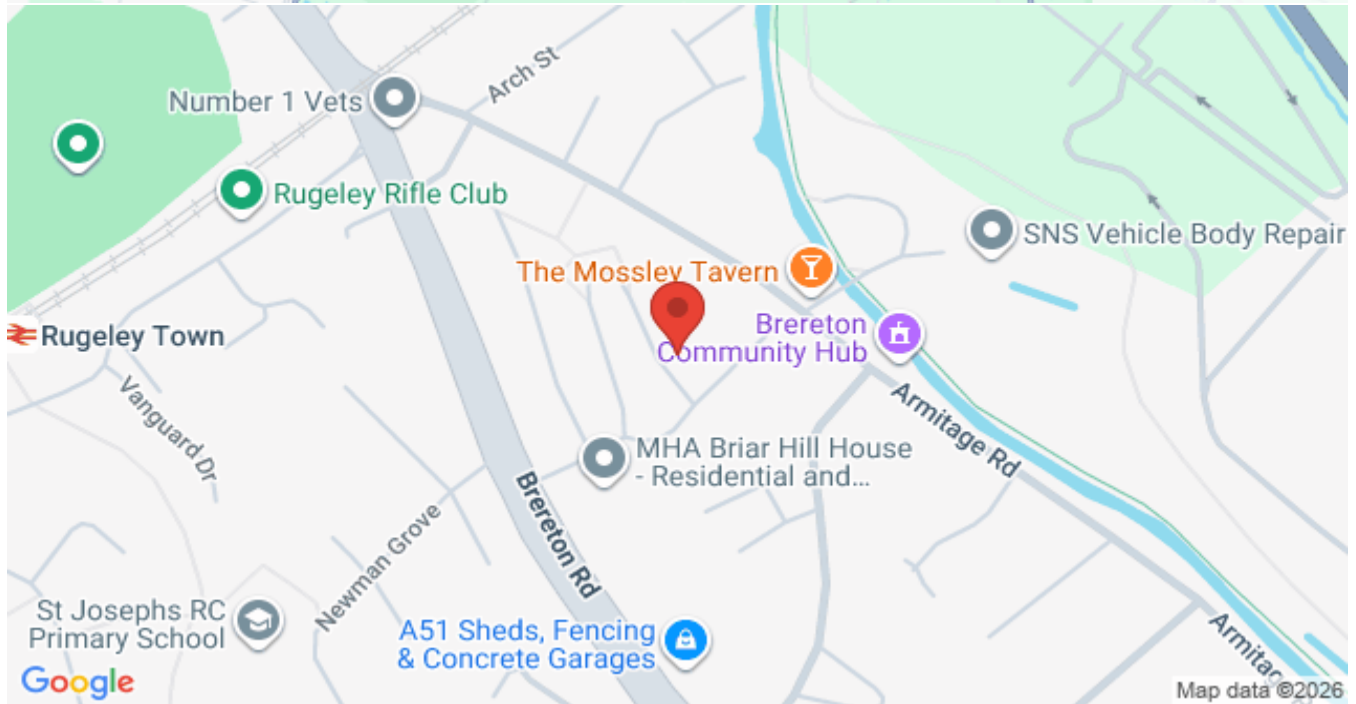 Arch St
Number 1 Vets
Rugeley Rifle Club
SNS Vehicle Body Repair
The Mossley Tavern
Rugeley Town
Brereton
Community Hub
Vanguard Dr
Armitage Rd
MHA Briar Hill House
- Residential and...
Brereton Rd
Newman Grove
St Josephs RC
Primary School
A51 Sheds, Fencing
& Concrete Garages
Armitage R
Google
Map data ©2026